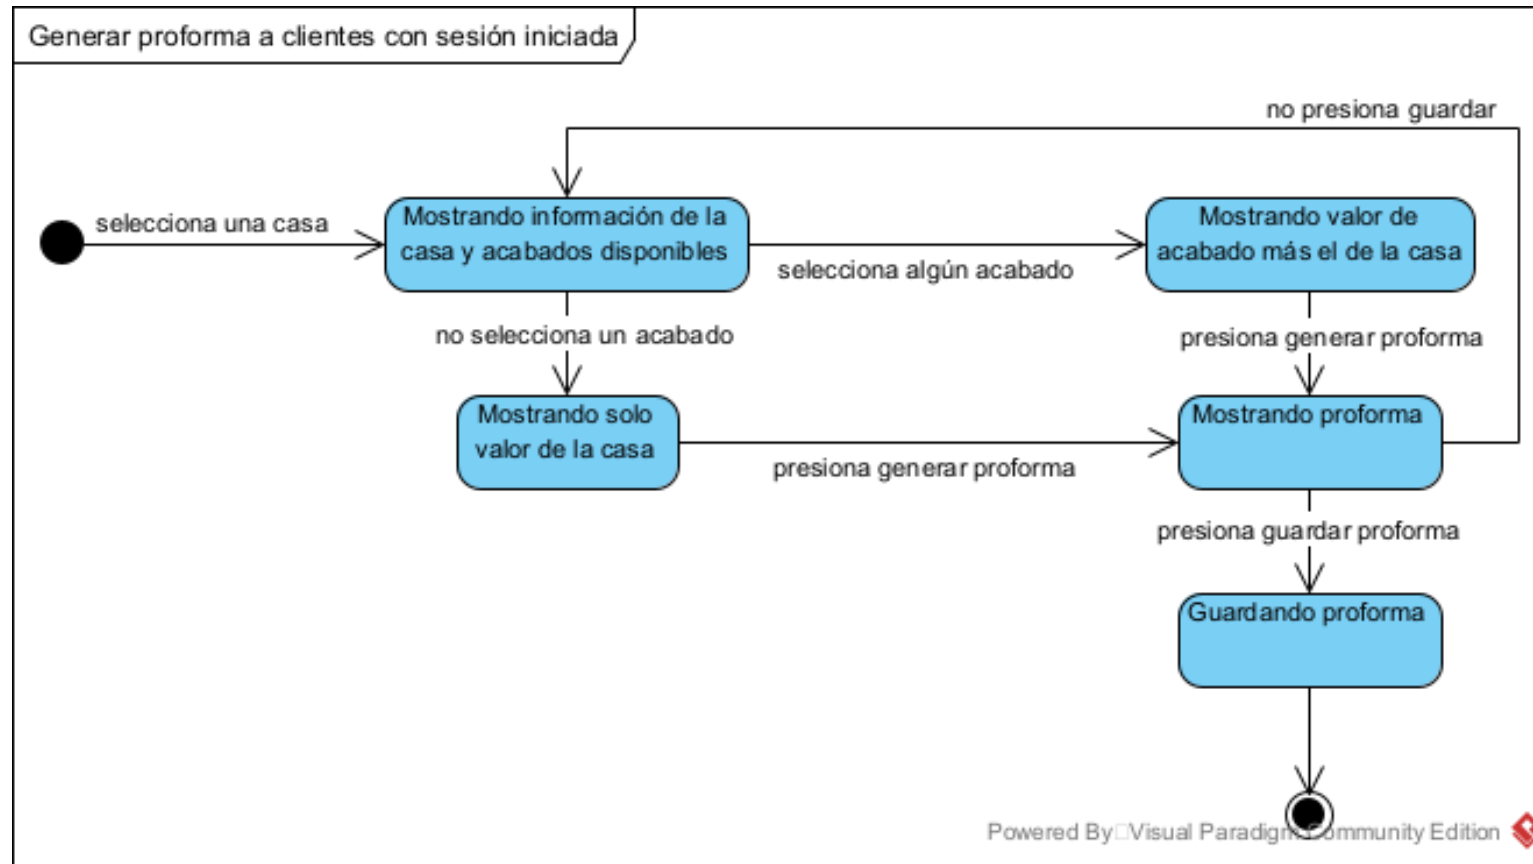 Generar proforma a clientes con sesión iniciada
no presiona guardar
selecciona una casa
Mostrando información de la
casa y acabados disponibles
selecciona algún acabado
Mostrando valor de
acabado más el de la casa
no selecciona un acabado
presiona generar proforma
Mostrando solo
valor de la casa
presiona generar proforma
Mostrando proforma
presiona guardar proforma
Guardando proforma
Powered By Visual Paradigm Community Edition